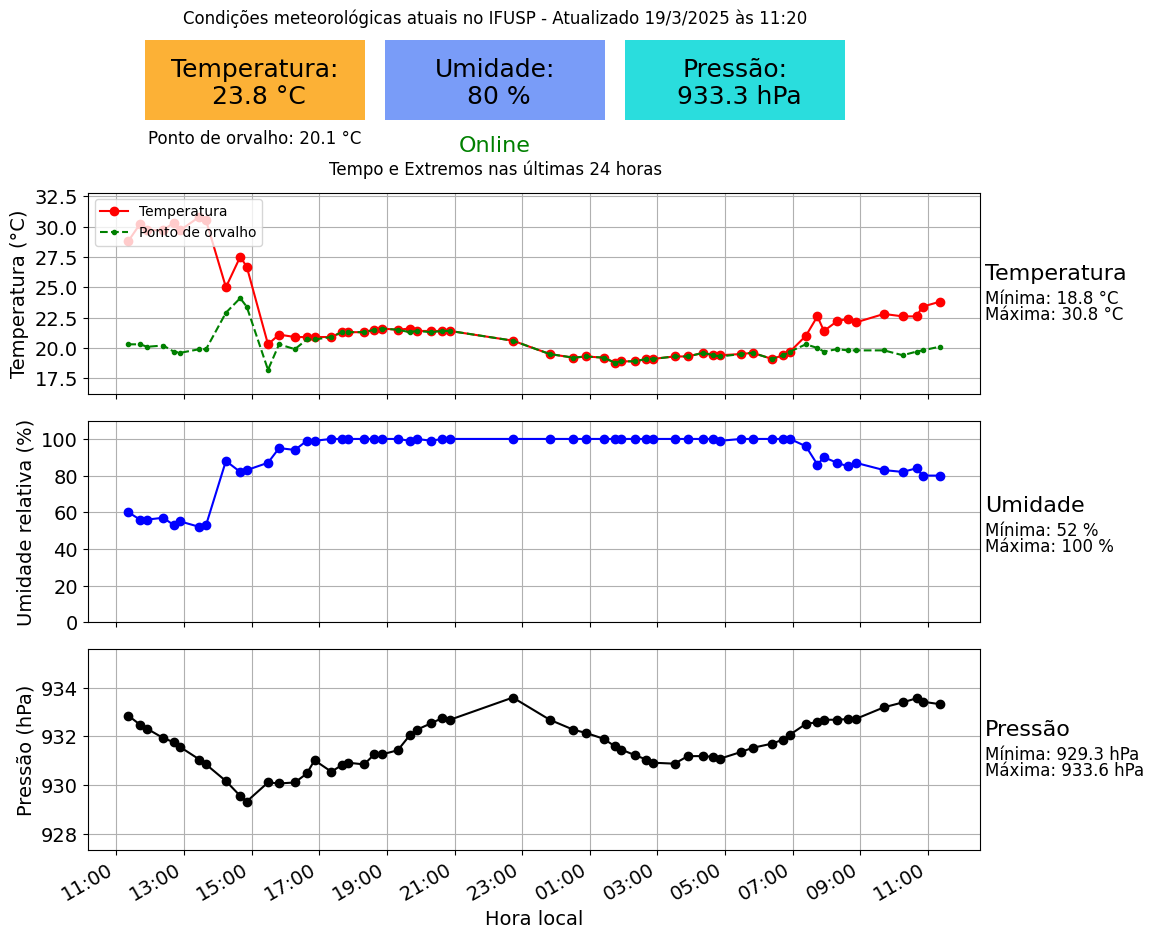 Condições meteorológicas atuais no IFUSP - Atualizado 19/3/2025 às 11:20
Temperatura:
23.8 °C
Umidade:
80 %
Pressão:
933.3 hPa
Ponto de orvalho: 20.1 °C
Online
Tempo e Extremos nas últimas 24 horas
Temperatura (°C)
32.5
30.0
27.5
25.0
22.5
20.0
17.5
Temperatura
Ponto de orvalho
Temperatura
Mínima: 18.8 °C
Máxima: 30.8 °C
Umidade relativa (%)
100
80
60
40
20
0
Umidade
Mínima: 52 %
Máxima: 100 %
Pressão (hPa)
934
932
930
928
Pressão
Mínima: 929.3 hPa
Máxima: 933.6 hPa
11:00 13:00 15:00 17:00 19:00 21:00 23:00 01:00 03:00 05:00 07:00 09:00 11:00
Hora local